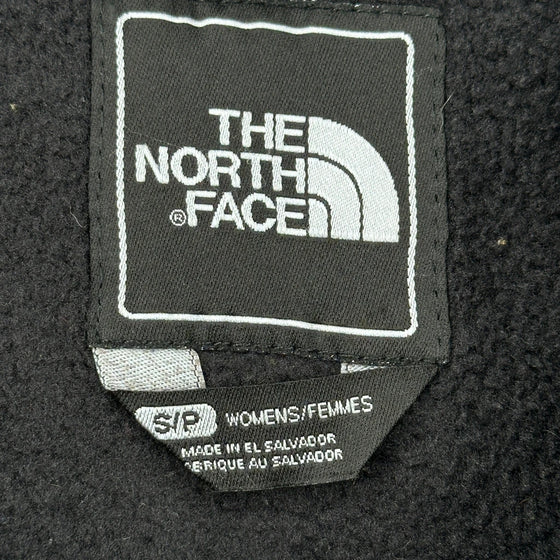 THE
NORTH
FACE
®
S/P WOMENS/FEMMES
MADE IN EL SALVADOR
FABRIQUE AU SALVADOR